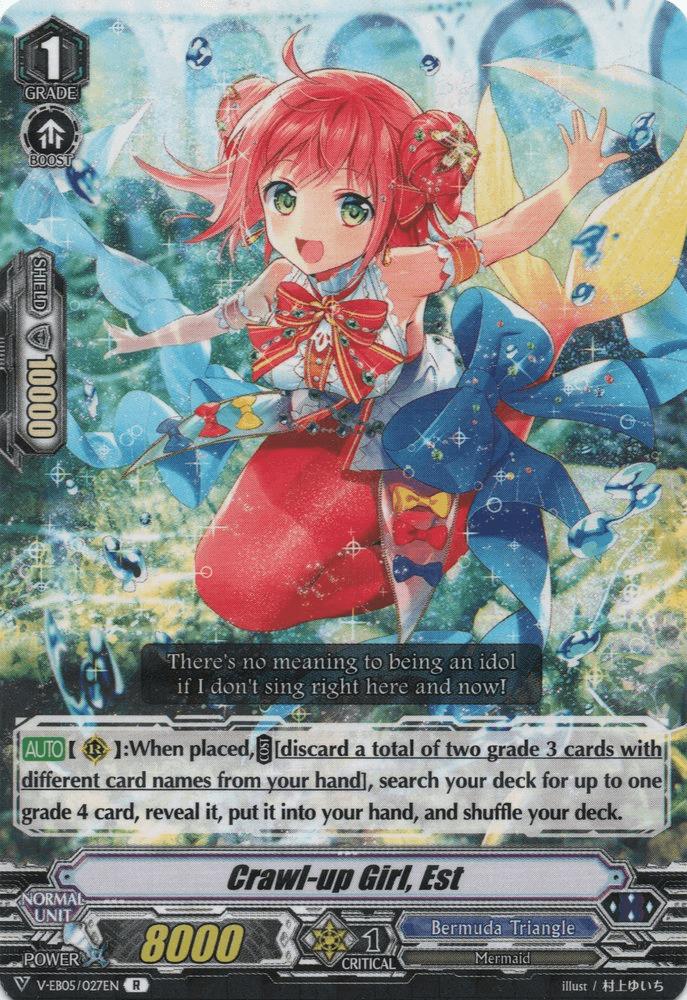 1
GRADE
BOOST
SHIELD
10000
There's no meaning to being an idol
if I don't sing right here and now!
AUTO【 R 】:When placed, COST [discard a total of two grade 3 cards with
different card names from your hand], search your deck for up to one
grade 4 card, reveal it, put it into your hand, and shuffle your deck.
Crawl-up Girl, Est
NORMAL
UNIT
POWER
8000
1
CRITICAL
Bermuda Triangle
Mermaid
V-EB05/027EN R
illust / 村上ゆいち